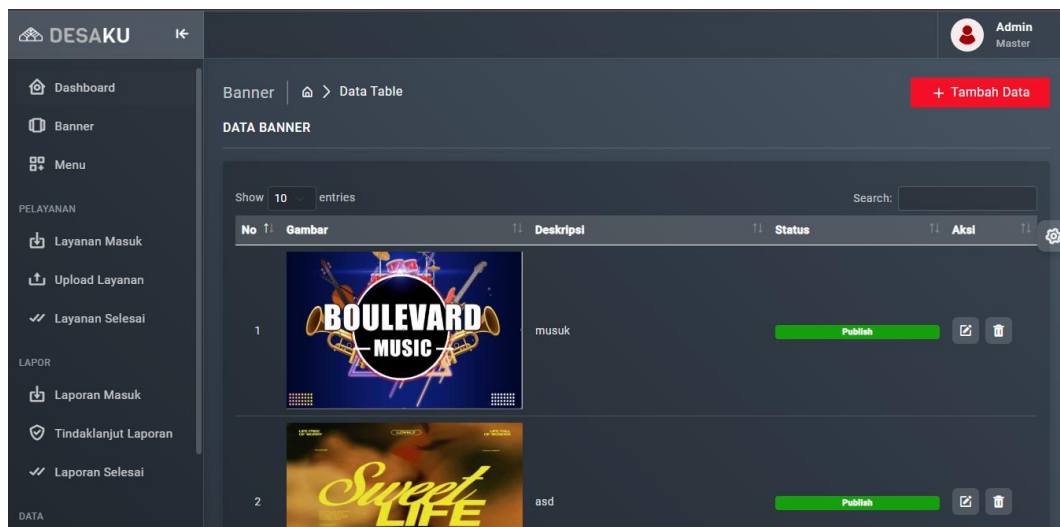 DESAKU
Admin
Master
Dashboard
Banner
Menu
PELAYANAN
Layanan Masuk
Upload Layanan
Layanan Selesai
LAPOR
Laporan Masuk
Tindaklanjut Laporan
Laporan Selesai
DATA
Banner
Data Table
+ Tambah Data
DATA BANNER
Show 10 entries
Search:
No Gambar Deskripsi Status Aksi
1 musuk Publish
BOULEVARD
MUSIC
2 asd Publish
LOVELY
Sweet
LIFE